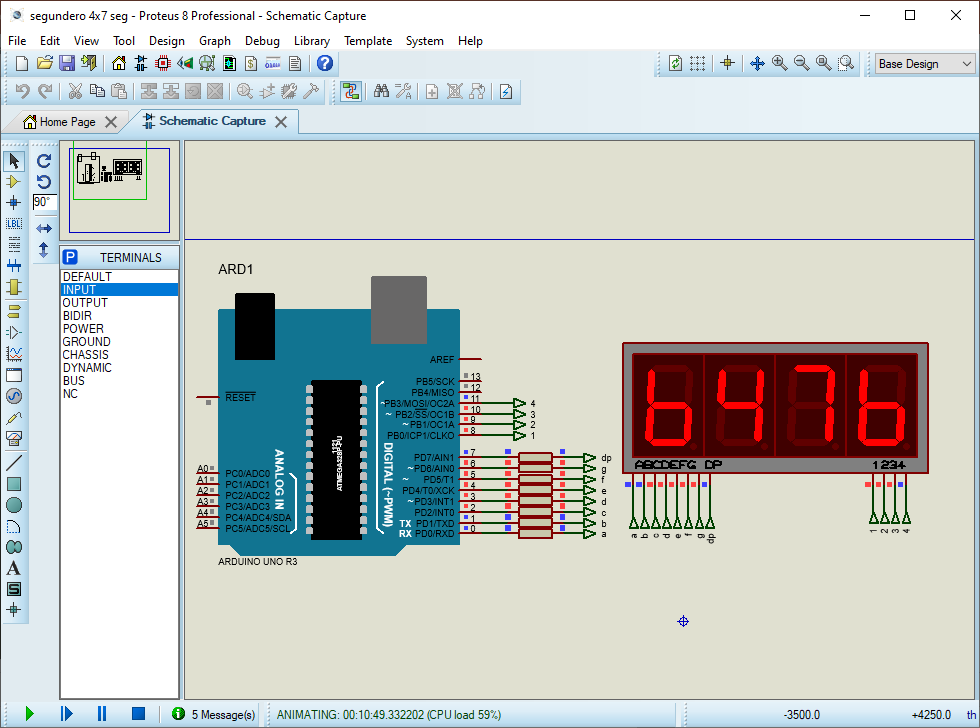 segundero 4x7 seg - Proteus 8 Professional - Schematic Capture
File Edit View Tool Design Graph Debug Library Template System Help
Base Design
Home Page
Schematic Capture
90°
LBL
P TERMINALS
DEFAULT
INPUT
OUTPUT
BIDIR
POWER
GROUND
CHASSIS
DYNAMIC
BUS
NC
A
S
ARD1
RESET
AREF
PB5/SCK 13
PB4/MISO 12
~PB3/MOSI/OC2A 11 4
~ PB2/SS/OC1B 10 3
~ PB1/OC1A 9 2
PB0/ICP1/CLKO 8 1
PD7/AIN1 7 dp
~ PD6/AIN0 6 g
~ PD5/T1 5 f
PD4/T0/XCK 4 e
~ PD3/INT1 3 d
PD2/INT0 2 c
TX PD1/TXD 1 b
RX PD0/RXD 0 a
A0 PC0/ADC0
A1 PC1/ADC1
A2 PC2/ADC2
A3 PC3/ADC3
A4 PC4/ADC4/SDA
A5 PC5/ADC5/SCL
ANALOG IN
ATMEGA328P-PU
1121
DIGITAL (~PWM)
ARDUINO UNO R3
b47b
ABCDEFG DP
1234
a b c d e f g dp
1 2 3 4
5 Message(s)
ANIMATING: 00:10:49.332202 (CPU load 59%)
-3500.0
+4250.0
th